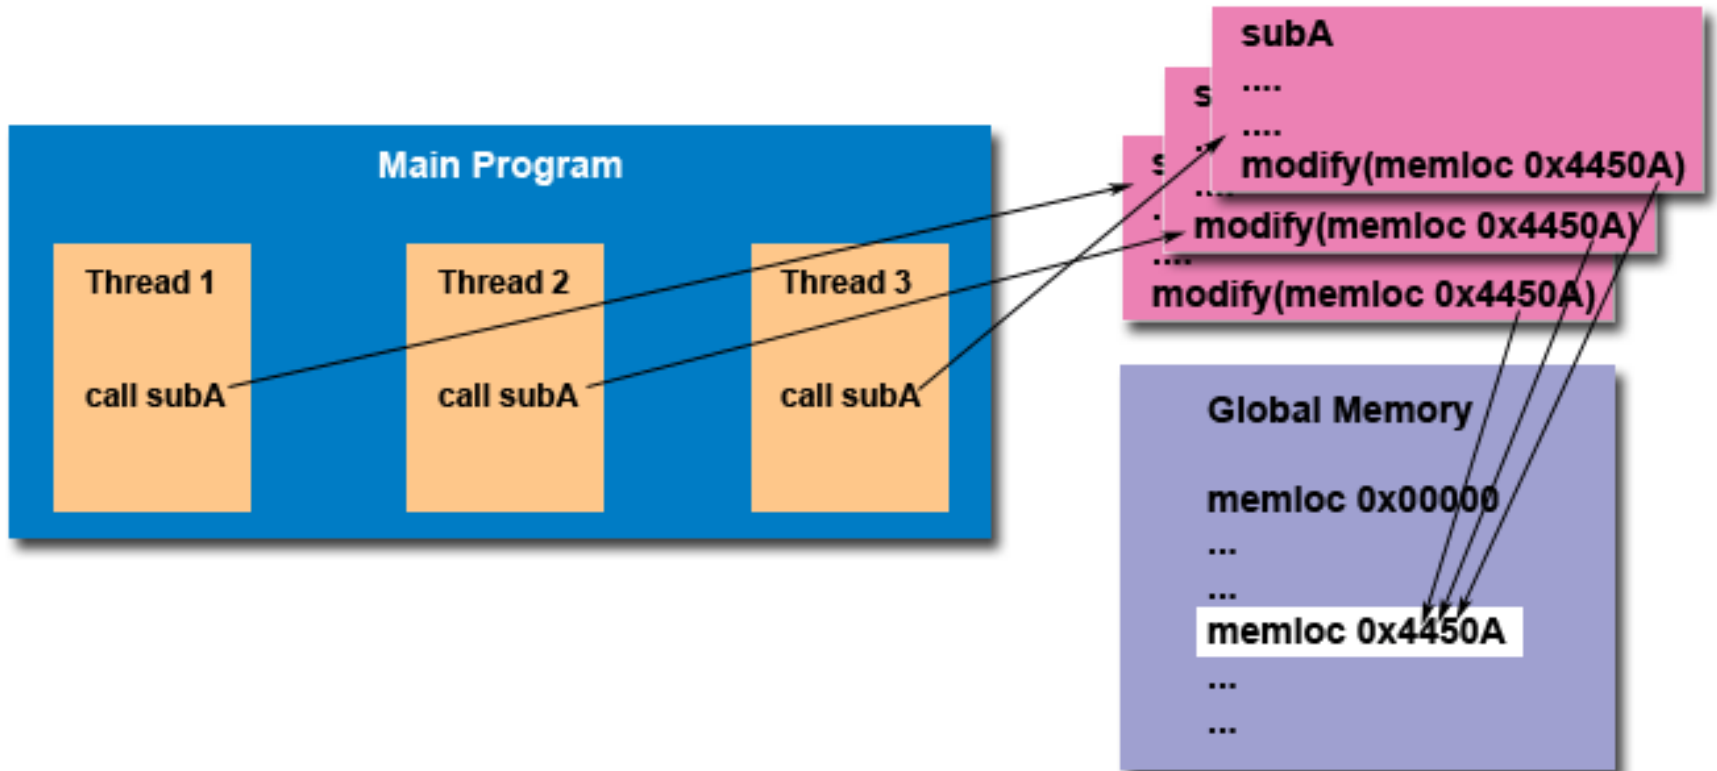 Main Program
Thread 1
call subA
Thread 2
call subA
Thread 3
call subA
subA
....
....
modify(memloc 0x4450A)
s
..
....
modify(memloc 0x4450A)
s
.
....
modify(memloc 0x4450A)
Global Memory
memloc 0x00000
...
...
memloc 0x4450A
...
...